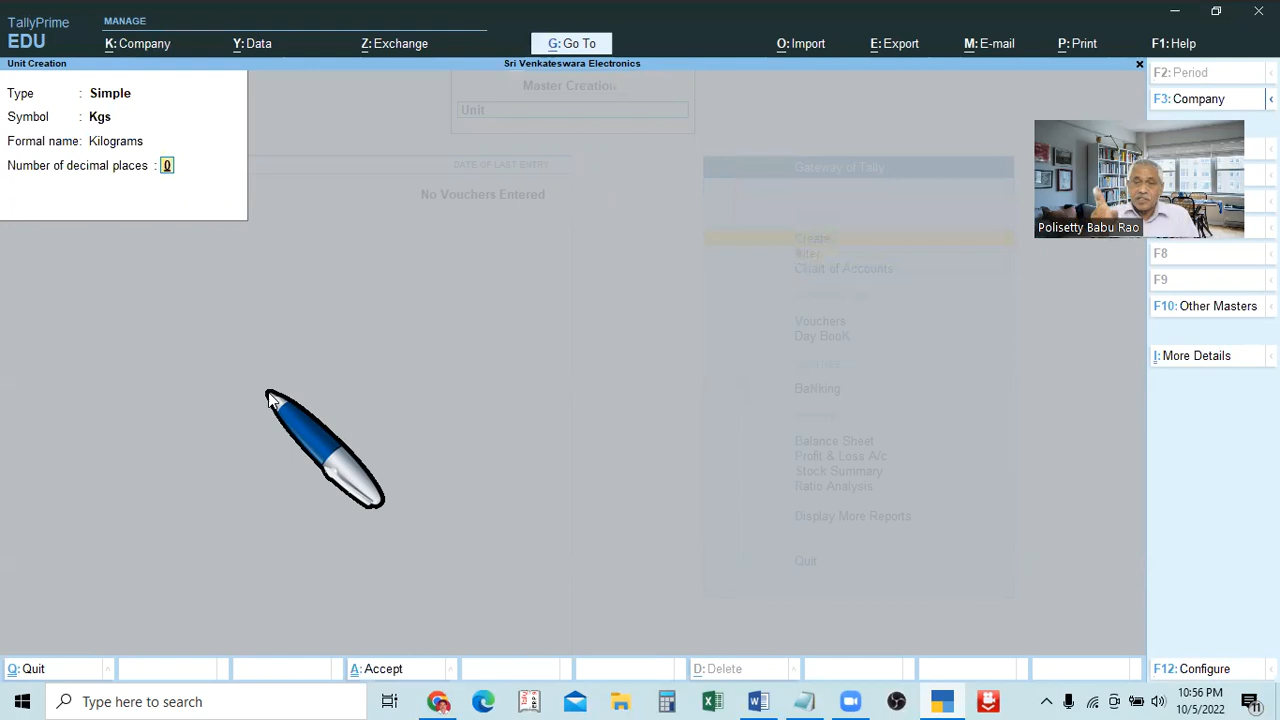 TallyPrime
EDU
MANAGE
K: Company
Y: Data
Z: Exchange
G: Go To
O: Import
E: Export
M: E-mail
P: Print
F1: Help
Unit Creation
Sri Venkateswara Electronics
Type : Simple
Symbol : Kgs
Formal name: Kilograms
Number of decimal places : 0
Master Creation
Unit
DATE OF LAST ENTRY
No Vouchers Entered
Gateway of Tally
Create
Alter
Chart of Accounts
Vouchers
Day Book
Banking
Balance Sheet
Profit & Loss A/c
Stock Summary
Ratio Analysis
Display More Reports
Quit
F2: Period
F3: Company
Polisetty Babu Rao
F8
F9
F10: Other Masters
I: More Details
F12: Configure
Q: Quit
A: Accept
D: Delete
Type here to search
10:56 PM
10/5/2022